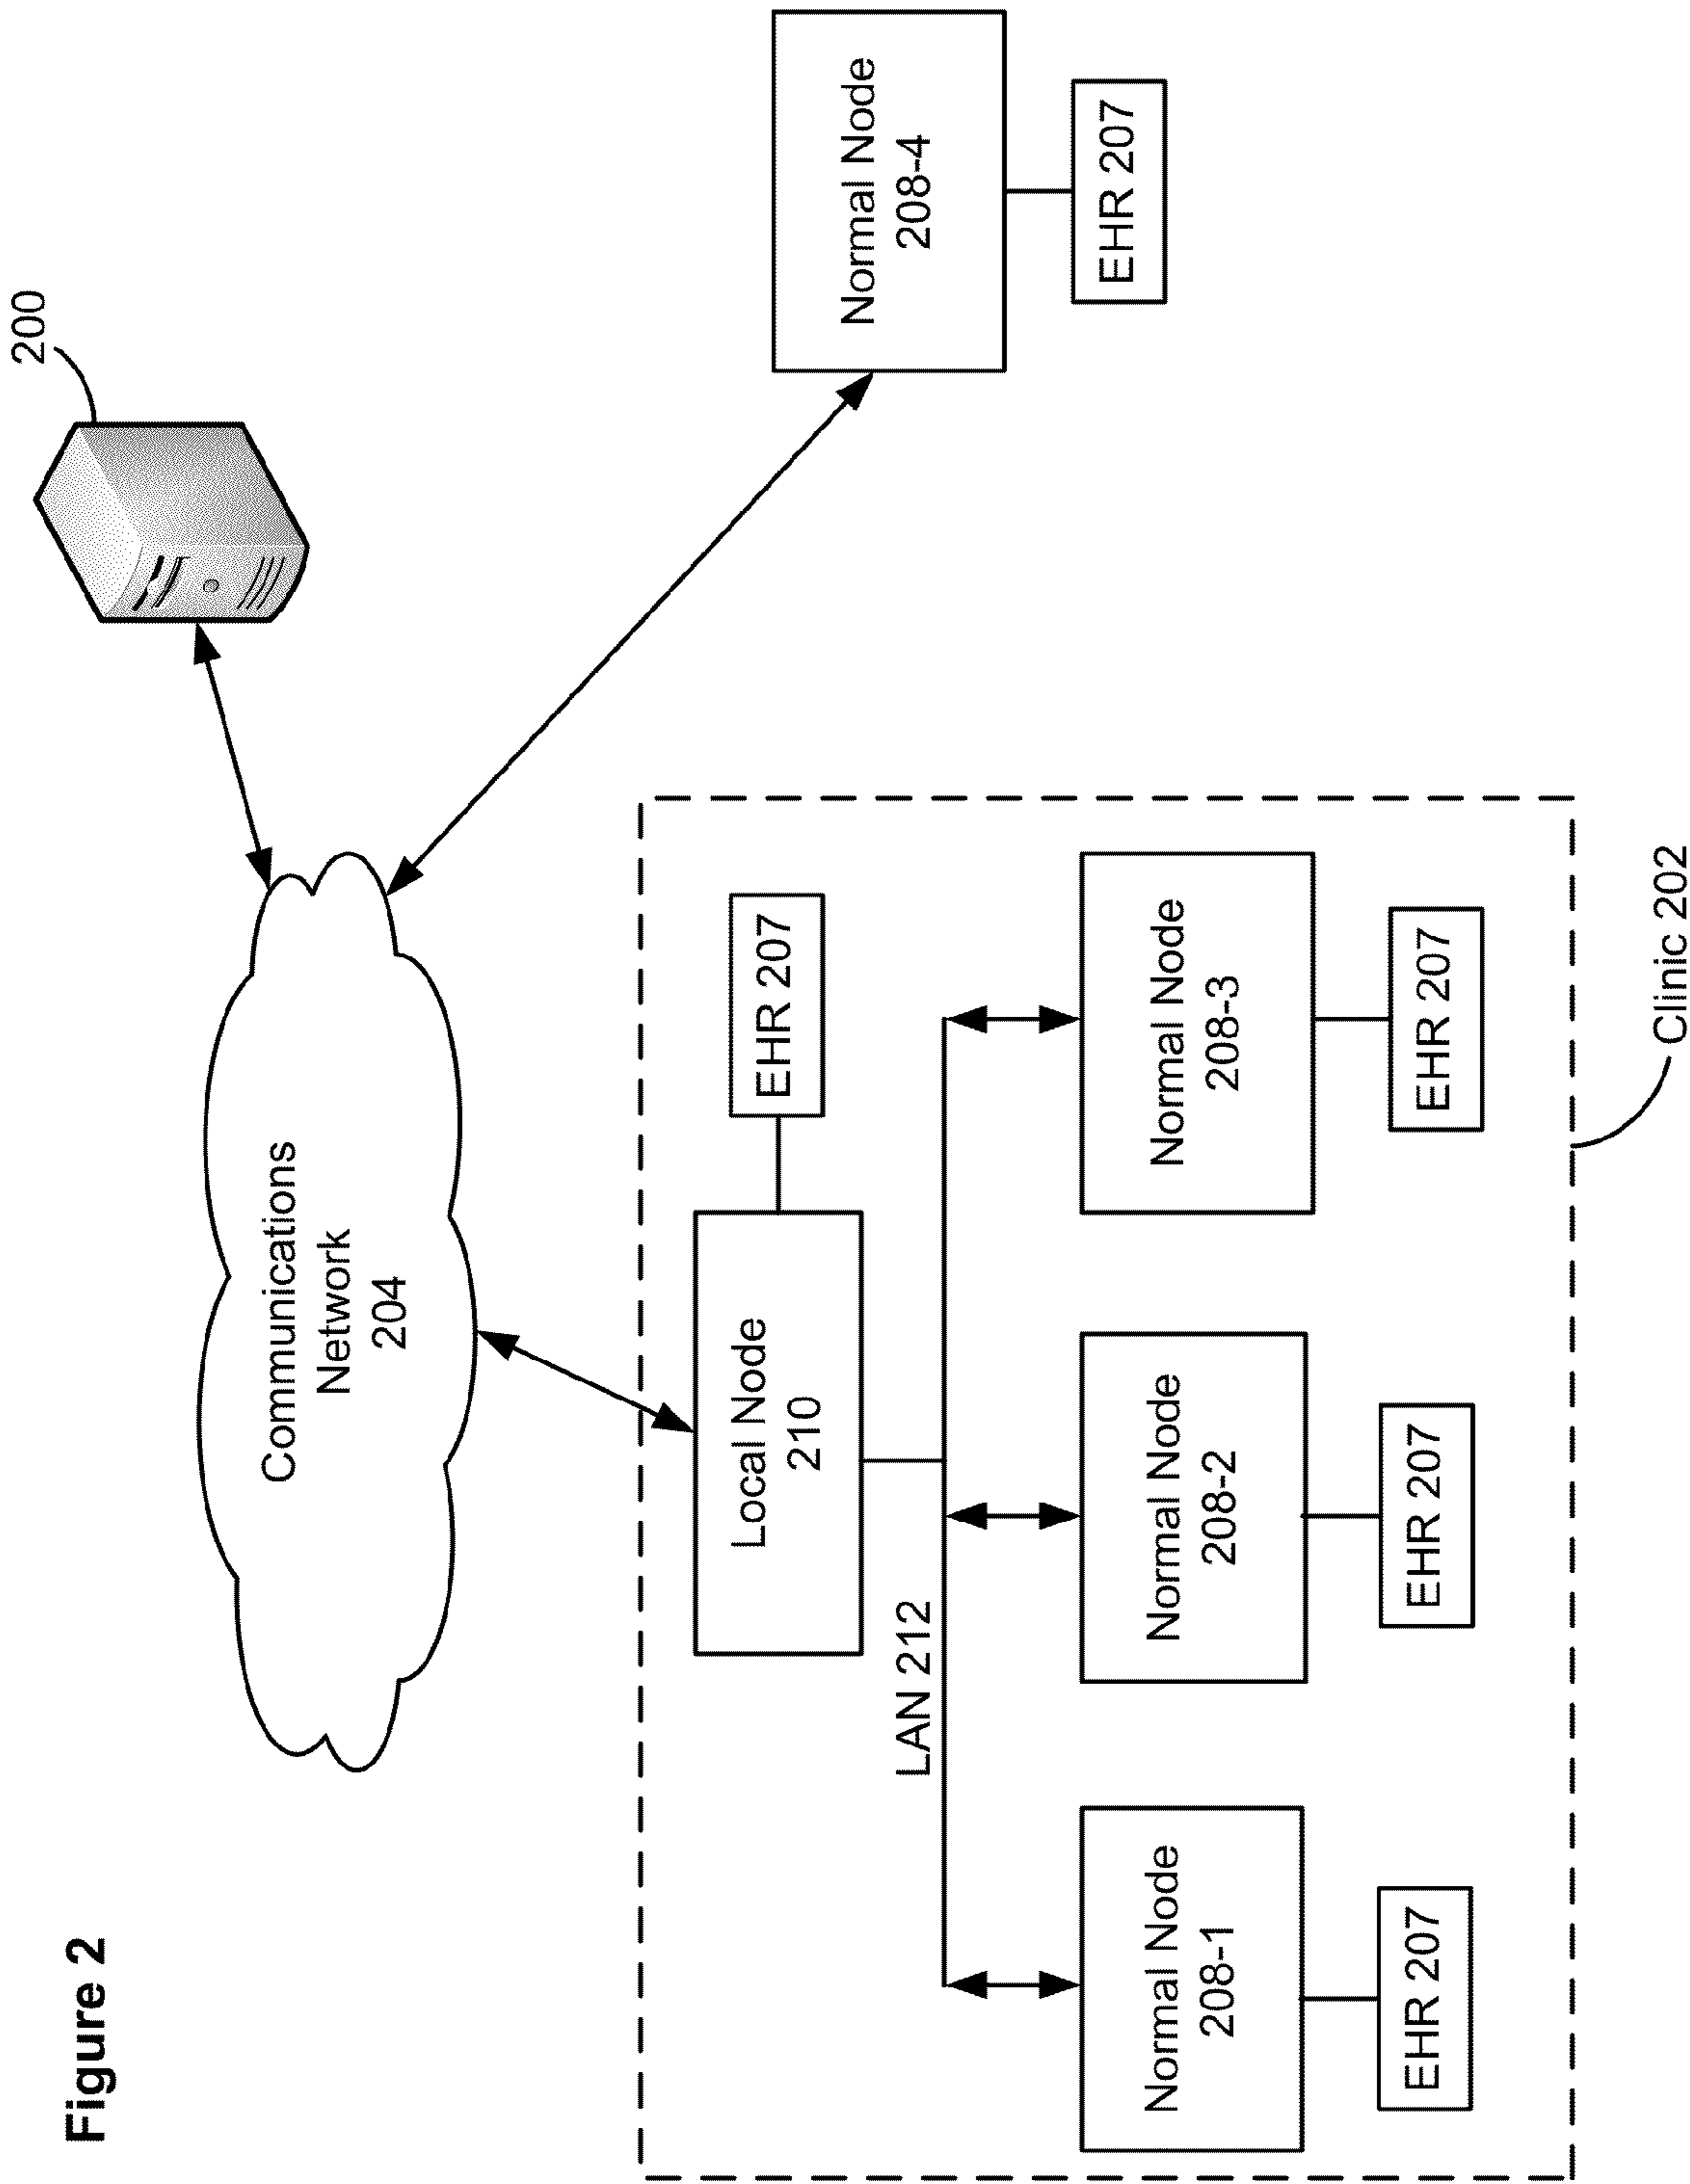 Figure 2
200
Communications
Network
204
Normal Node
208-4
EHR 207
Local Node
210
EHR 207
LAN 212
Normal Node
208-1
Normal Node
208-2
Normal Node
208-3
EHR 207
EHR 207
EHR 207
Clinic 202